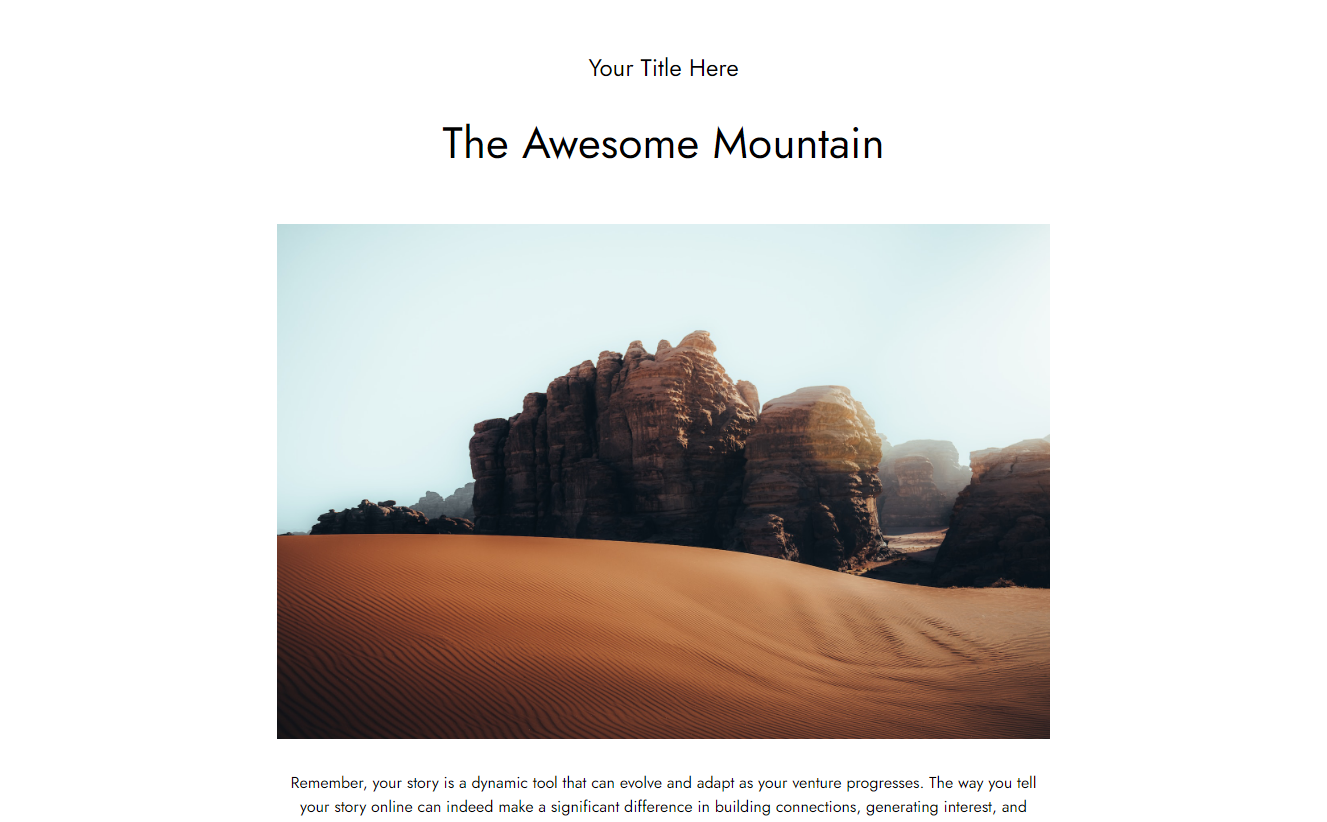 Your Title Here
The Awesome Mountain
Remember, your story is a dynamic tool that can evolve and adapt as your venture progresses. The way you tell
your story online can indeed make a significant difference in building connections, generating interest, and